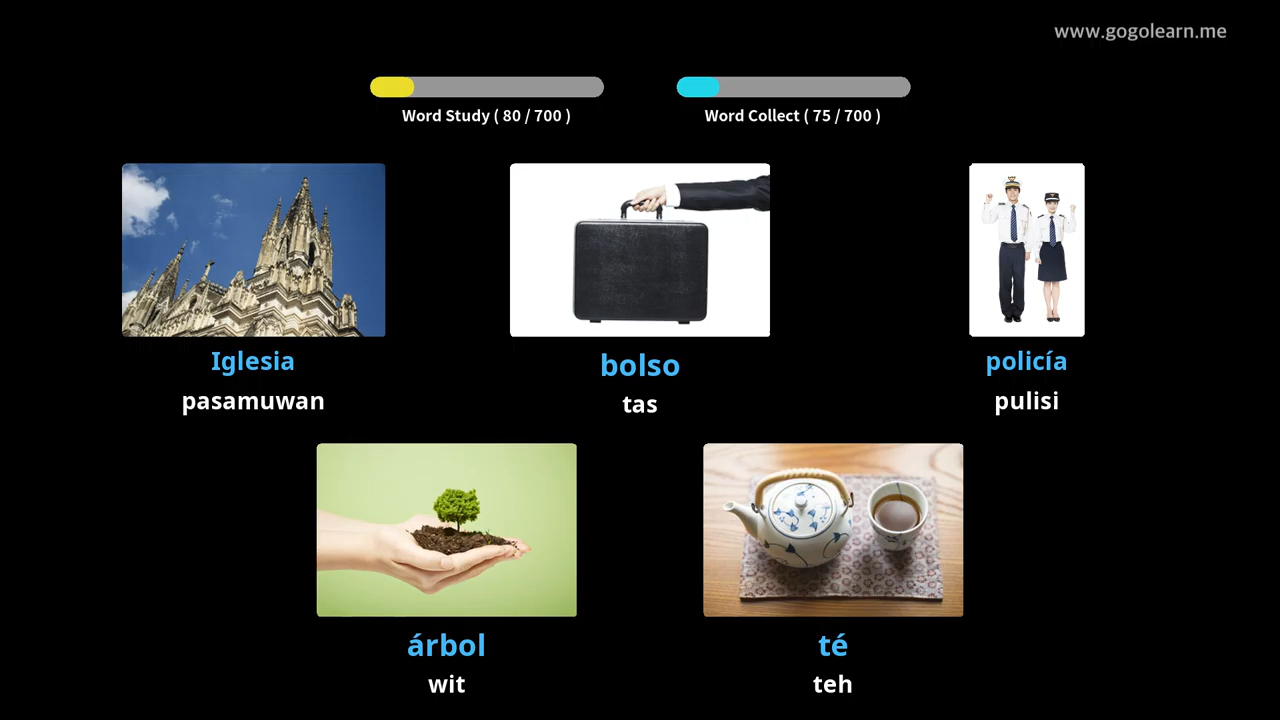 www.gogolearn.me
Word Study ( 80 / 700 )
Word Collect ( 75 / 700 )
Iglesia
pasamuwan
bolso
tas
policía
pulisi
árbol
wit
té
teh